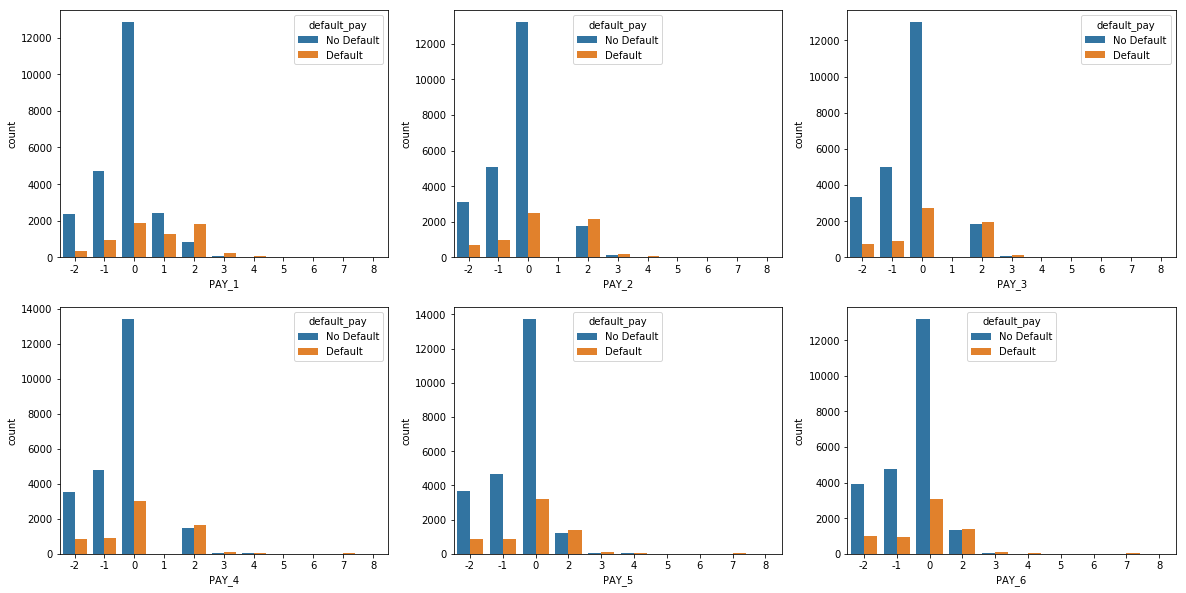 default_pay
No Default
Default
12000
10000
8000
6000
4000
2000
0
count
-2 -1 0 1 2 3 4 5 6 7 8
PAY_1
default_pay
No Default
Default
12000
10000
8000
6000
4000
2000
0
count
-2 -1 0 1 2 3 4 5 6 7 8
PAY_2
default_pay
No Default
Default
12000
10000
8000
6000
4000
2000
0
count
-2 -1 0 1 2 3 4 5 6 7 8
PAY_3
default_pay
No Default
Default
14000
12000
10000
8000
6000
4000
2000
0
count
-2 -1 0 1 2 3 4 5 6 7 8
PAY_4
default_pay
No Default
Default
14000
12000
10000
8000
6000
4000
2000
0
count
-2 -1 0 2 3 4 5 6 7 8
PAY_5
default_pay
No Default
Default
12000
10000
8000
6000
4000
2000
0
count
-2 -1 0 2 3 4 5 6 7 8
PAY_6